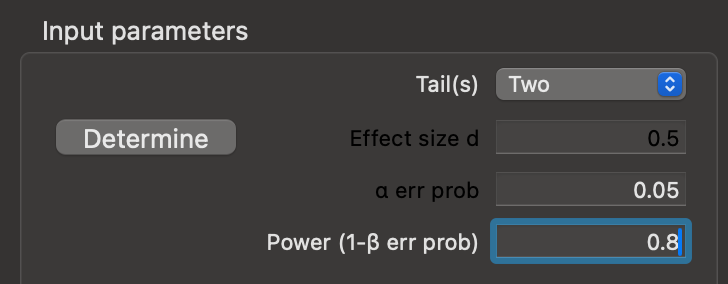 Input parameters
Tail(s) Two
Determine Effect size d 0.5
α err prob 0.05
Power (1-β err prob) 0.8